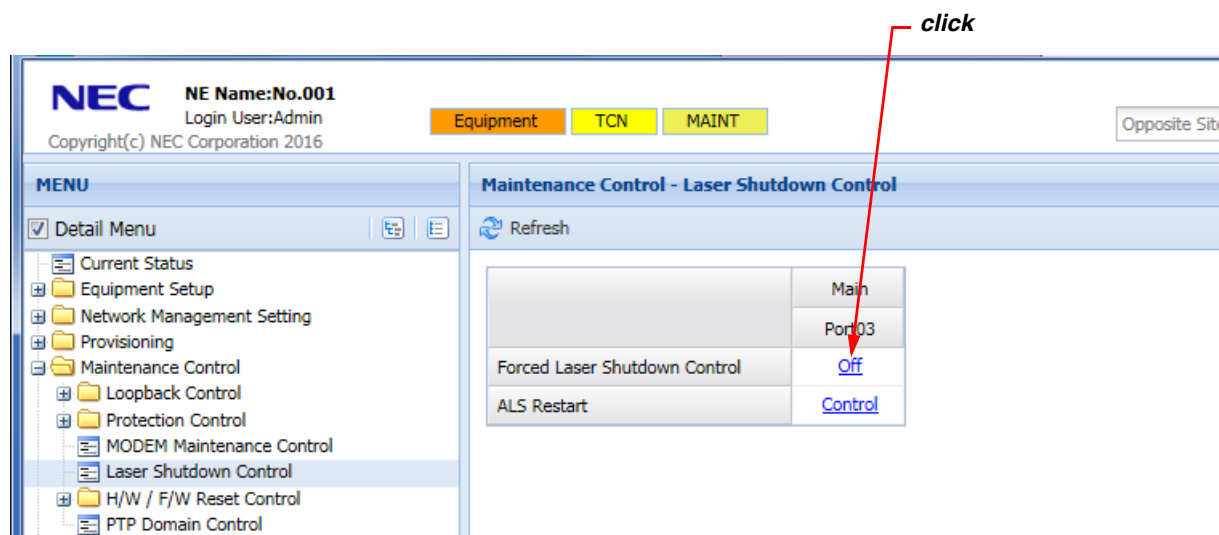 click
NEC
NE Name:No.001
Login User:Admin
Copyright(c) NEC Corporation 2016
Equipment
TCN
MAINT
Opposite Site
MENU
Detail Menu
Current Status
Equipment Setup
Network Management Setting
Provisioning
Maintenance Control
Loopback Control
Protection Control
MODEM Maintenance Control
Laser Shutdown Control
H/W / F/W Reset Control
PTP Domain Control
Maintenance Control - Laser Shutdown Control
Refresh
Main
Port03
Forced Laser Shutdown Control Off
ALS Restart Control